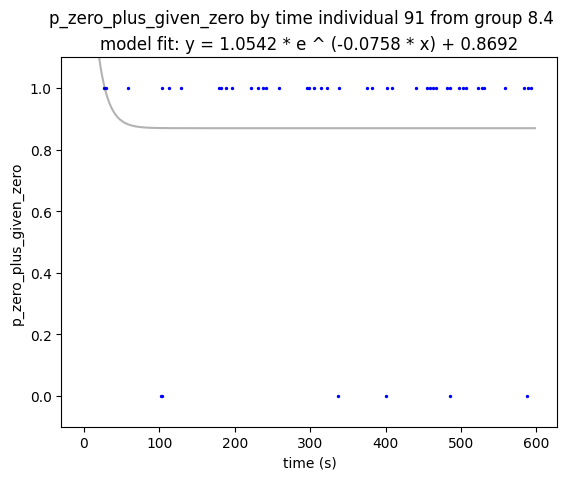 p_zero_plus_given_zero by time individual 91 from group 8.4
model fit: y = 1.0542 * e ^ (-0.0758 * x) + 0.8692
1.0
0.8
0.6
0.4
0.2
0.0
p_zero_plus_given_zero
0 100 200 300 400 500 600
time (s)